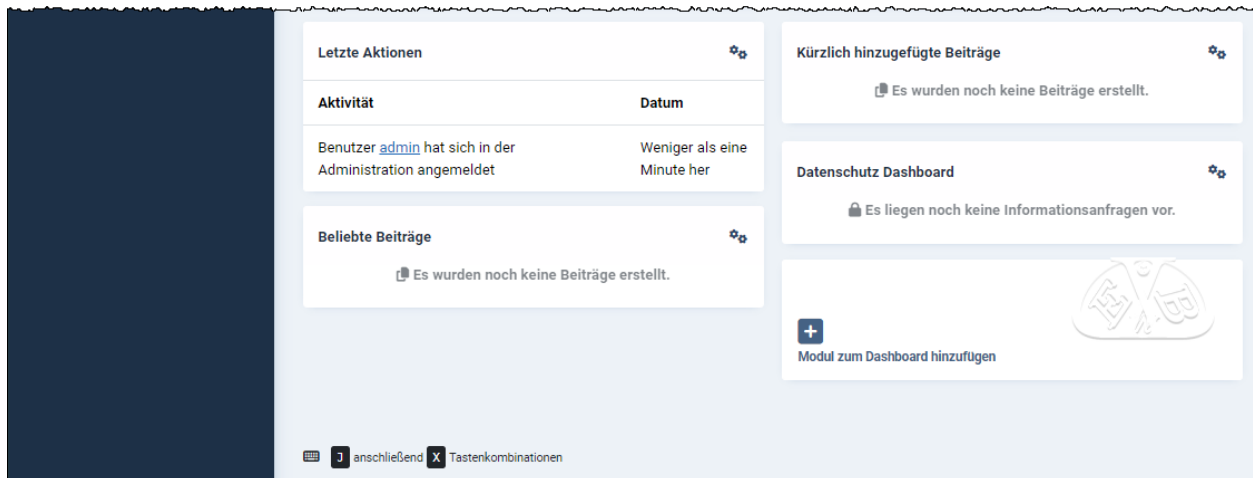 Letzte Aktionen
Aktivität Datum
Benutzer admin hat sich in der Weniger als eine
Administration angemeldet Minute her
Beliebte Beiträge
Es wurden noch keine Beiträge erstellt.
Kürzlich hinzugefügte Beiträge
Es wurden noch keine Beiträge erstellt.
Datenschutz Dashboard
Es liegen noch keine Informationsanfragen vor.
E B
Modul zum Dashboard hinzufügen
J anschließend X Tastenkombinationen